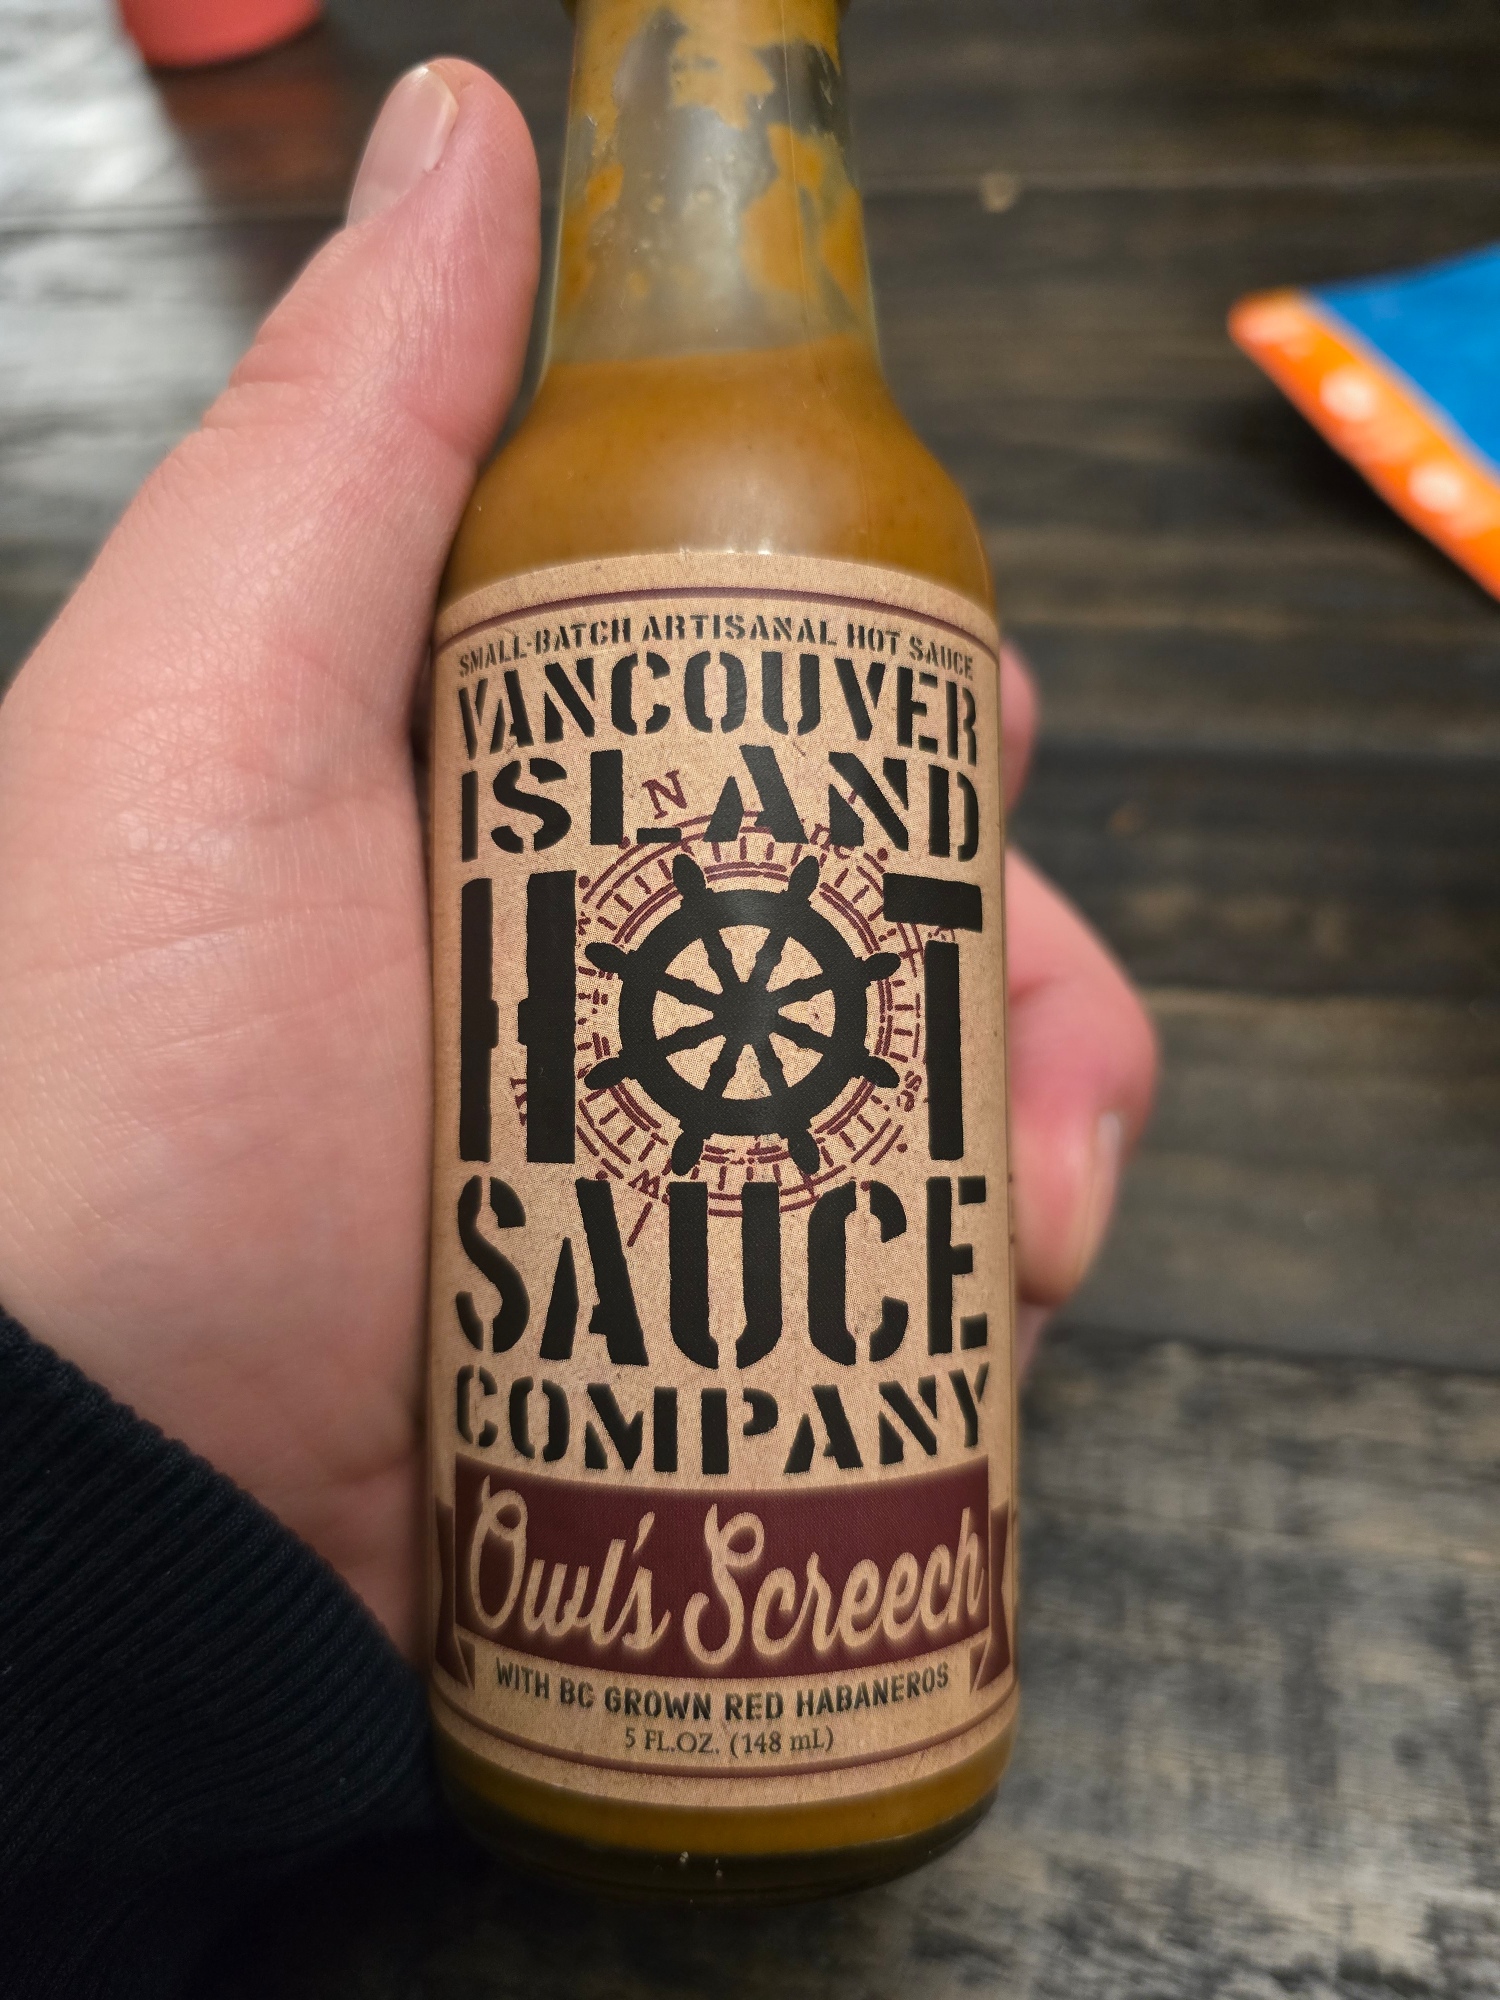 SMALL-BATCH ARTISANAL HOT SAUCE
VANCOUVER
ISLAND
N
HOT
SAUCE
COMPANY
Owl's Screech
WITH BC GROWN RED HABANEROS
5 FL.OZ. (148 mL)